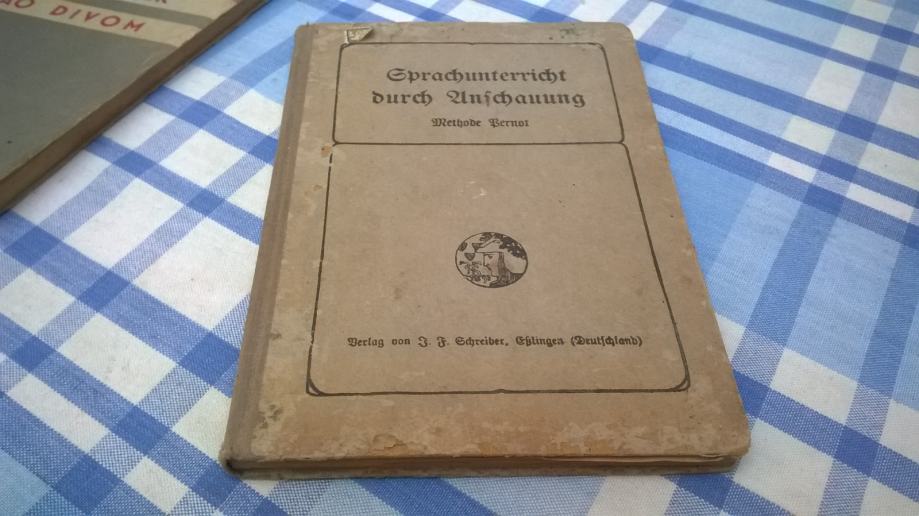 DIVOM
Sprachunterricht
durch Anschauung
Methode Pernot
Verlag von J. F. Schreiber, Eßlingen (Deutschland)